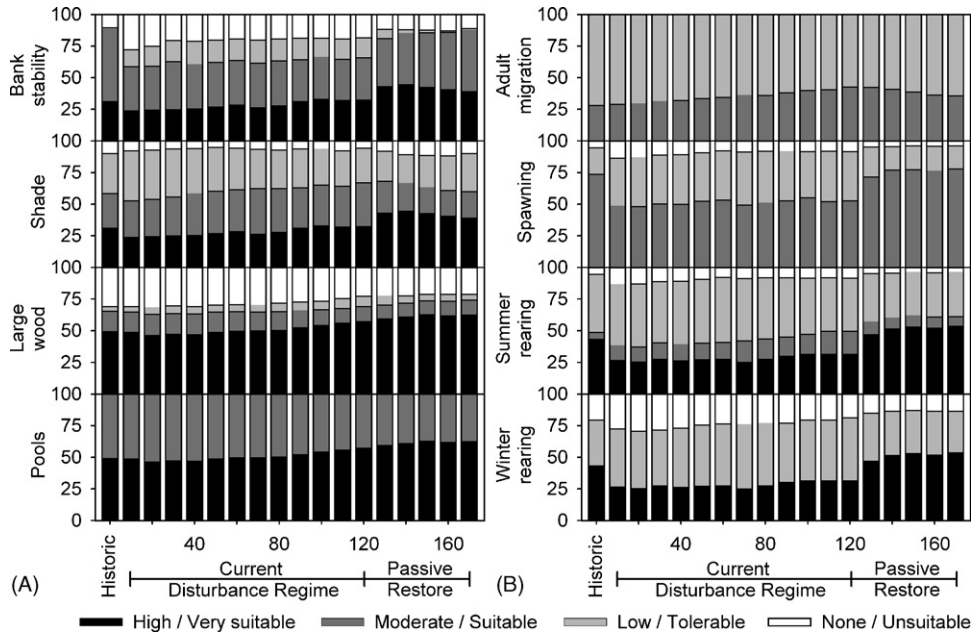 100
75
50
25
Bank
stability
100
75
50
25
Shade
100
75
50
25
Large
wood
100
75
50
25
0
Pools
Historic
40
80
120
160
Current
Disturbance Regime
Passive
Restore
(A)
100
75
50
25
Adult
migration
100
75
50
25
Spawning
100
75
50
25
Summer
rearing
100
75
50
25
0
Winter
rearing
Historic
40
80
120
160
Current
Disturbance Regime
Passive
Restore
(B)
High / Very suitable
Moderate / Suitable
Low / Tolerable
None / Unsuitable